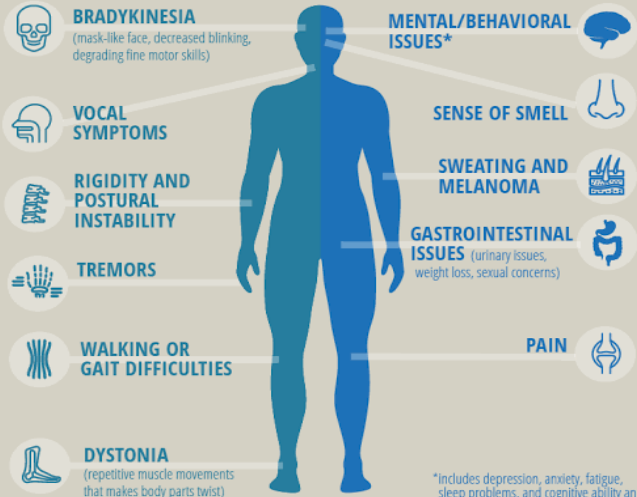 BRADYKINESIA
(mask-like face, decreased blinking,
degrading fine motor skills)
VOCAL
SYMPTOMS
RIGIDITY AND
POSTURAL
INSTABILITY
TREMORS
WALKING OR
GAIT DIFFICULTIES
DYSTONIA
(repetitive muscle movements
that makes body parts twist)
MENTAL/BEHAVIORAL
ISSUES*
SENSE OF SMELL
SWEATING AND
MELANOMA
GASTROINTESTINAL
ISSUES (urinary issues,
weight loss, sexual concerns)
PAIN
*includes depression, anxiety, fatigue,
sleep problems, and cognitive ability an